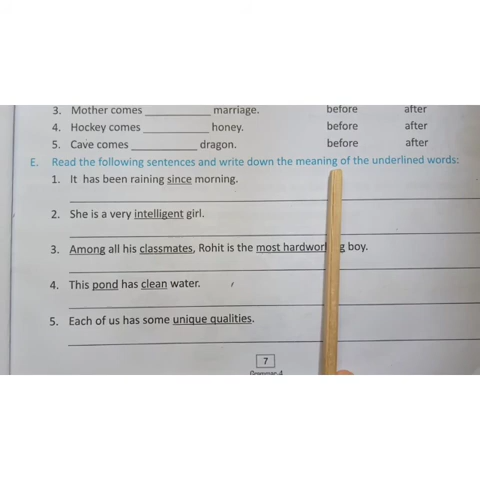 3. Mother comes ____________ marriage. before after
4. Hockey comes ____________ honey. before after
5. Cave comes ____________ dragon. before after
E. Read the following sentences and write down the meaning of the underlined words:
1. It has been raining since morning.
2. She is a very intelligent girl.
3. Among all his classmates, Rohit is the most hardworking boy.
4. This pond has clean water.
5. Each of us has some unique qualities.
7
Grammar-4